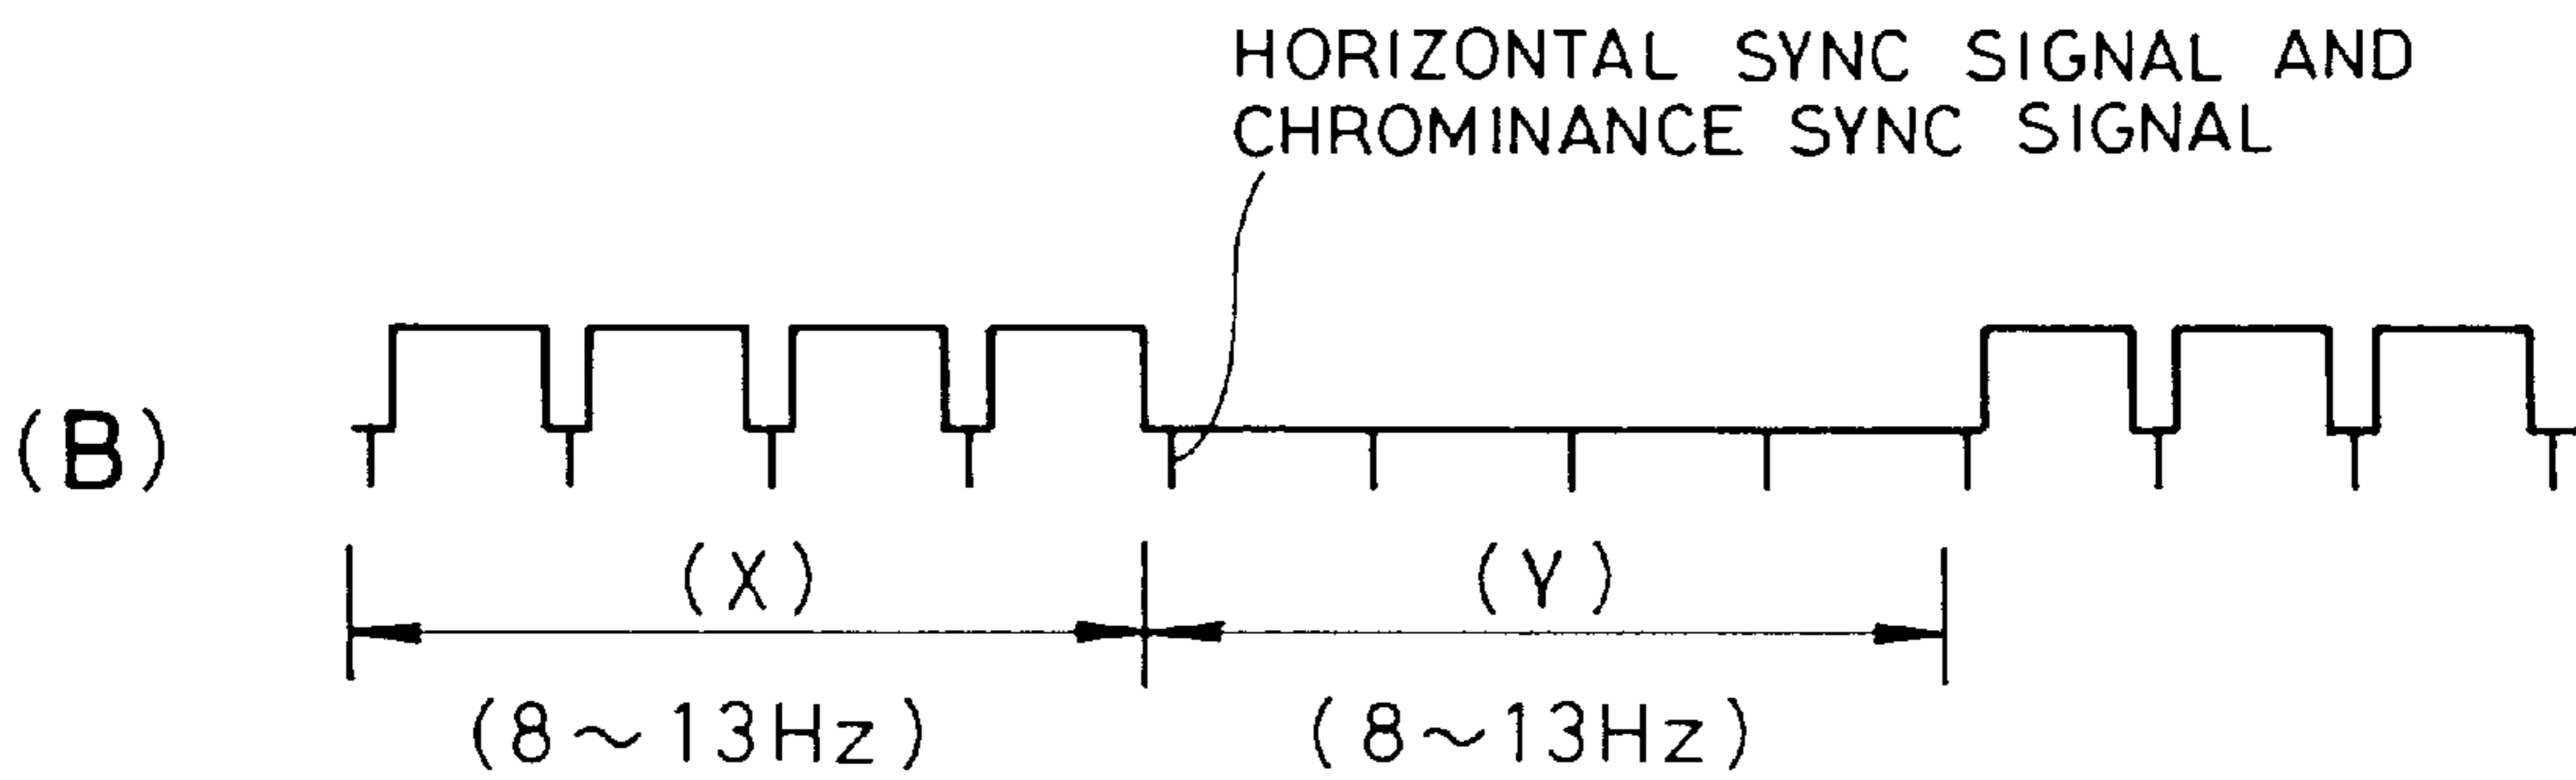 HORIZONTAL SYNC SIGNAL AND
CHROMINANCE SYNC SIGNAL
(B)
(X) (Y)
(8~13Hz) (8~13Hz)